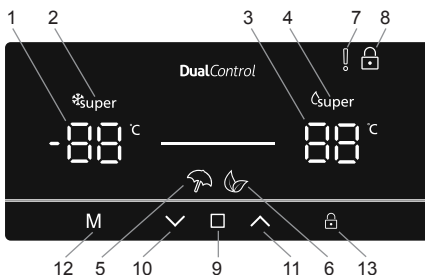 1 2 3 4 7 8
DualControl
super super
-88 °C 88 °C
M
12 5 10 9 11 6 13